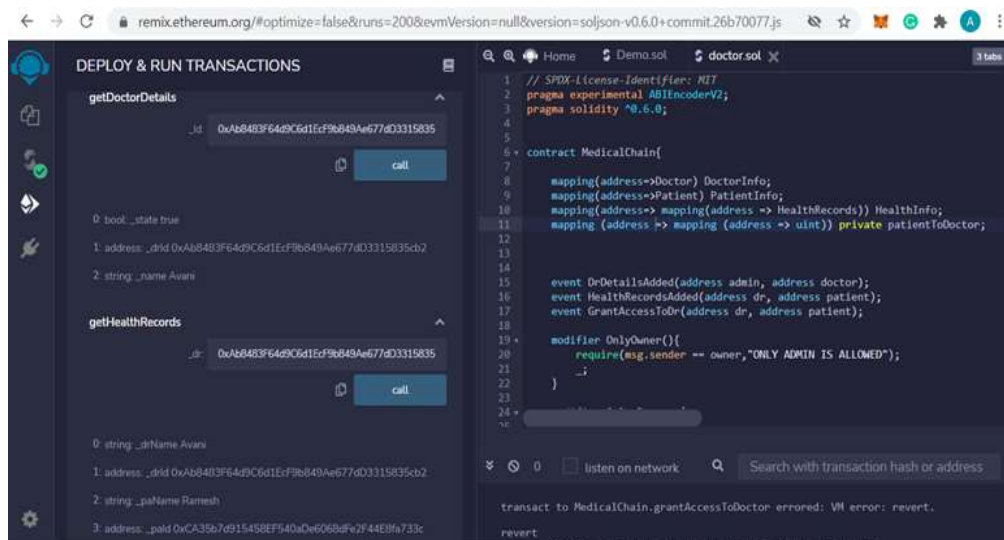 remix.ethereum.org/#optimize=false&runs=200&evmVersion=null&version=soljson-v0.6.0+commit.26b70077.js
A
DEPLOY & RUN TRANSACTIONS
getDoctorDetails
_id: 0xAb8483F64d9C6d1EcF9b849Ae677dD3315835
call
0: bool: _state true
1: address: _drId 0xAb8483F64d9C6d1EcF9b849Ae677dD3315835cb2
2: string: _name Avani
getHealthRecords
_dr: 0xAb8483F64d9C6d1EcF9b849Ae677dD3315835
call
0: string: _drName Avani
1: address: _drId 0xAb8483F64d9C6d1EcF9b849Ae677dD3315835cb2
2: string: _paName Ramesh
3: address: _paId 0xCA35b7d915458EF540aDe6068dFe2F44E8fa733c
Home
Demo.sol
doctor.sol
3 tabs
1 // SPDX-License-Identifier: MIT
2 pragma experimental ABIEncoderV2;
3 pragma solidity ^0.6.0;
4
5
6 contract MedicalChain{
7
8 mapping(address=>Doctor) DoctorInfo;
9 mapping(address=>Patient) PatientInfo;
10 mapping(address=> mapping(address => HealthRecords)) HealthInfo;
11 mapping (address => mapping (address => uint)) private patientToDoctor;
12
13
14
15 event DrDetailsAdded(address admin, address doctor);
16 event HealthRecordsAdded(address dr, address patient);
17 event GrantAccessToDr(address dr, address patient);
18
19 modifier OnlyOwner(){
20 require(msg.sender == owner,"ONLY ADMIN IS ALLOWED");
21 _;
22 }
23
24
0
listen on network
Search with transaction hash or address
transact to MedicalChain.grantAccessToDoctor errored: VM error: revert.
revert